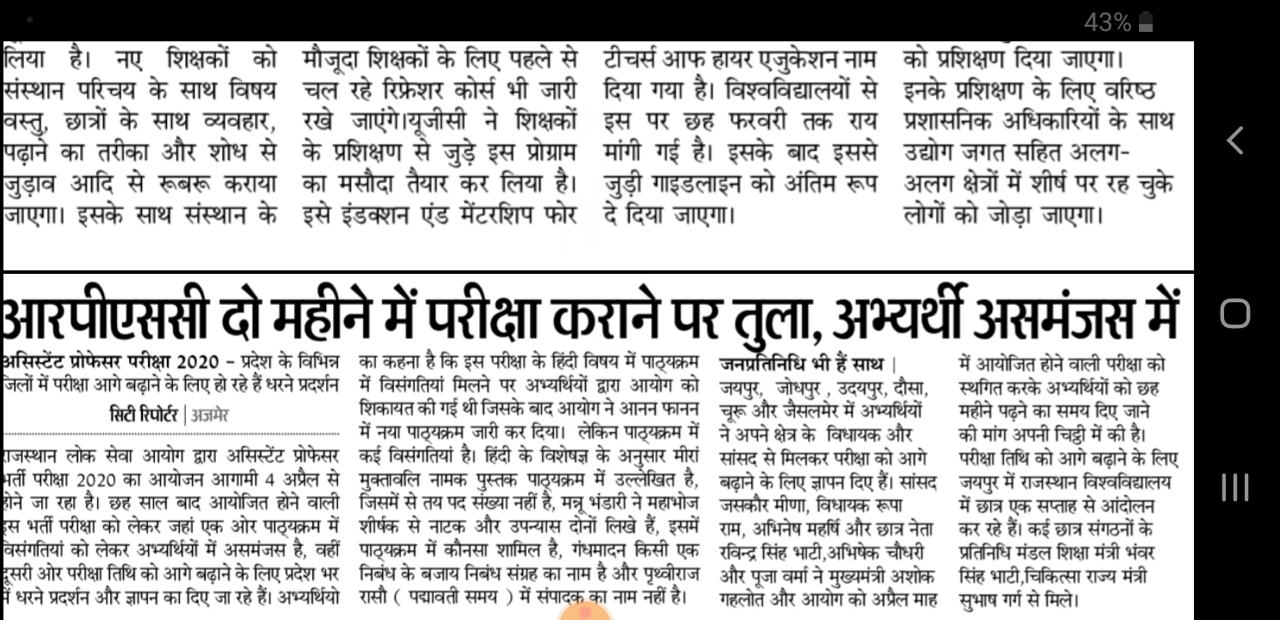 43%
लिया है। नए शिक्षकों को
संस्थान परिचय के साथ विषय
वस्तु, छात्रों के साथ व्यवहार,
पढ़ाने का तरीका और शोध से
जुड़ाव आदि से रूबरू कराया
जाएगा। इसके साथ संस्थान के
मौजूदा शिक्षकों के लिए पहले से
चल रहे रिफ्रेशर कोर्स भी जारी
रखे जाएंगे।यूजीसी ने शिक्षकों
के प्रशिक्षण से जुड़े इस प्रोग्राम
का मसौदा तैयार कर लिया है।
इसे इंडक्शन एंड मेंटरशिप फोर
टीचर्स आफ हायर एजुकेशन नाम
दिया गया है। विश्वविद्यालयों से
इस पर छह फरवरी तक राय
मांगी गई है। इसके बाद इससे
जुड़ी गाइडलाइन को अंतिम रूप
दे दिया जाएगा।
को प्रशिक्षण दिया जाएगा।
इनके प्रशिक्षण के लिए वरिष्ठ
प्रशासनिक अधिकारियों के साथ
उद्योग जगत सहित अलग-
अलग क्षेत्रों में शीर्ष पर रह चुके
लोगों को जोड़ा जाएगा।
आरपीएससी दो महीने में परीक्षा कराने पर तुला, अभ्यर्थी असमंजस में
असिस्टेंट प्रोफेसर परीक्षा 2020 – प्रदेश के विभिन्न
जिलों में परीक्षा आगे बढ़ाने के लिए हो रहे हैं धरने प्रदर्शन
सिटी रिपोर्टर | अजमेर
राजस्थान लोक सेवा आयोग द्वारा असिस्टेंट प्रोफेसर
भर्ती परीक्षा 2020 का आयोजन आगामी 4 अप्रैल से
होने जा रहा है। छह साल बाद आयोजित होने वाली
इस भर्ती परीक्षा को लेकर जहां एक ओर पाठ्यक्रम में
विसंगतियां को लेकर अभ्यर्थियों में असमंजस है, वहीं
दूसरी ओर परीक्षा तिथि को आगे बढ़ाने के लिए प्रदेश भर
में धरने प्रदर्शन और ज्ञापन का दिए जा रहे हैं। अभ्यर्थियो
का कहना है कि इस परीक्षा के हिंदी विषय में पाठ्यक्रम
में विसंगतियां मिलने पर अभ्यर्थियों द्वारा आयोग को
शिकायत की गई थी जिसके बाद आयोग ने आनन फानन
में नया पाठ्यक्रम जारी कर दिया। लेकिन पाठ्यक्रम में
कई विसंगतियां है। हिंदी के विशेषज्ञ के अनुसार मीरां
मुक्तावलि नामक पुस्तक पाठ्यक्रम में उल्लेखित है,
जिसमें से तय पद संख्या नहीं है, मन्नू भंडारी ने महाभोज
शीर्षक से नाटक और उपन्यास दोनों लिखे हैं, इसमें
पाठ्यक्रम में कौनसा शामिल है, गंधमादन किसी एक
निबंध के बजाय निबंध संग्रह का नाम है और पृथ्वीराज
रासौ ( पद्मावती समय ) में संपादक का नाम नहीं है।
जनप्रतिनिधि भी हैं साथ |
जयपुर, जोधपुर , उदयपुर, दौसा,
चूरू और जैसलमेर में अभ्यर्थियों
ने अपने क्षेत्र के विधायक और
सांसद से मिलकर परीक्षा को आगे
बढ़ाने के लिए ज्ञापन दिए हैं। सांसद
जसकौर मीणा, विधायक रूपा
राम, अभिनेष महर्षि और छात्र नेता
रविन्द्र सिंह भाटी,अभिषेक चौधरी
और पूजा वर्मा ने मुख्यमंत्री अशोक
गहलोत और आयोग को अप्रैल माह
में आयोजित होने वाली परीक्षा को
स्थगित करके अभ्यर्थियों को छह
महीने पढ़ने का समय दिए जाने
की मांग अपनी चिट्ठी में की है।
परीक्षा तिथि को आगे बढ़ाने के लिए
जयपुर में राजस्थान विश्वविद्यालय
में छात्र एक सप्ताह से आंदोलन
कर रहे हैं। कई छात्र संगठनों के
प्रतिनिधि मंडल शिक्षा मंत्री भंवर
सिंह भाटी,चिकित्सा राज्य मंत्री
सुभाष गर्ग से मिले।